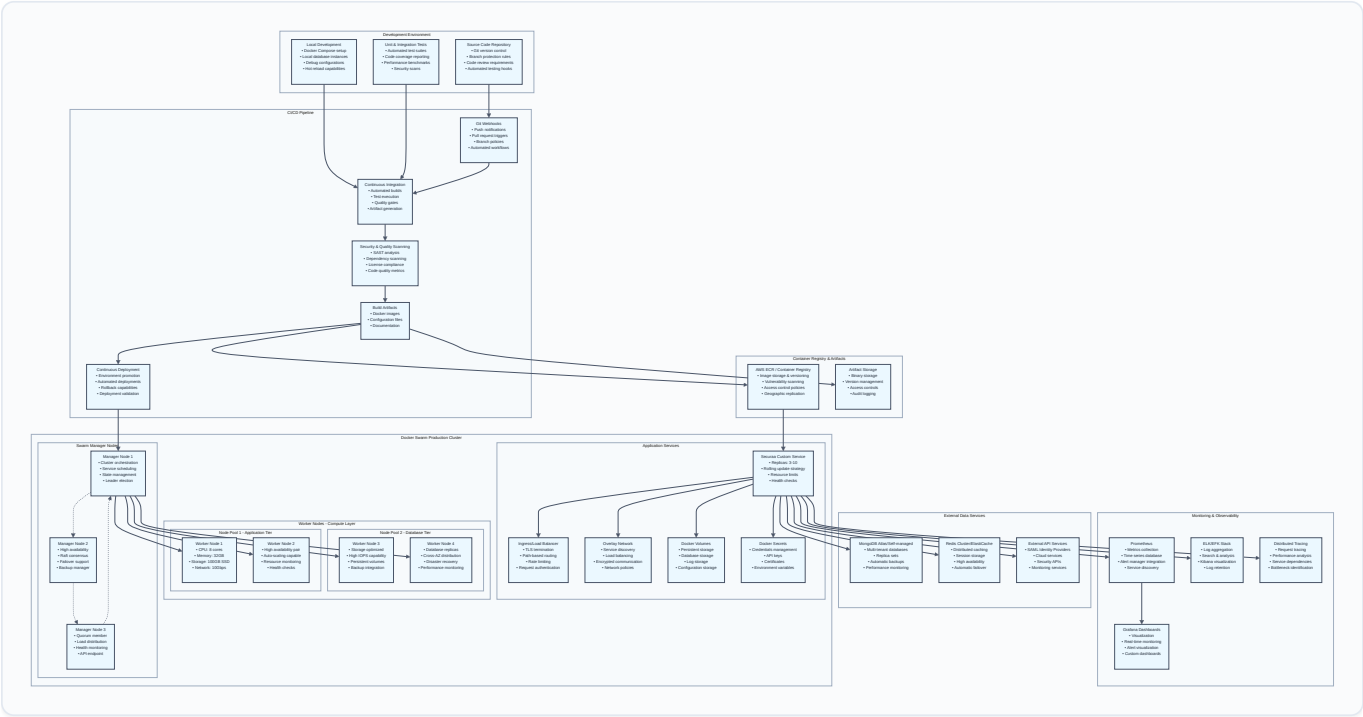 Development Environment
Local Development
• Docker Compose setup
• Local database instances
• Debug configurations
• Hot-reload capabilities
Unit & Integration Tests
• Automated test suites
• Code coverage reporting
• Performance benchmarks
• Security scans
Source Code Repository
• Git version control
• Branch protection rules
• Code review requirements
• Automated testing hooks
CI/CD Pipeline
Git Webhooks
• Push notifications
• Pull request triggers
• Branch policies
• Automated workflows
Continuous Integration
• Automated builds
• Test execution
• Quality gates
• Artifact generation
Security & Quality Scanning
• SAST analysis
• Dependency scanning
• License compliance
• Code quality metrics
Build Artifacts
• Docker images
• Configuration files
• Documentation
Continuous Deployment
• Environment promotion
• Automated deployments
• Rollback capabilities
• Deployment validation
Container Registry & Artifacts
AWS ECR / Container Registry
• Image storage & versioning
• Vulnerability scanning
• Access control policies
• Geographic replication
Artifact Storage
• Binary storage
• Version management
• Access controls
• Audit logging
Docker Swarm Production Cluster
Swarm Manager Nodes
Manager Node 1
• Cluster orchestration
• Service scheduling
• State management
• Leader election
Manager Node 2
• High availability
• Raft consensus
• Failover support
• Backup manager
Manager Node 3
• Quorum member
• Load distribution
• Health monitoring
• API endpoint
Worker Nodes - Compute Layer
Node Pool 1 - Application Tier
Worker Node 1
• CPU: 8 cores
• Memory: 32GB
• Storage: 100GB SSD
• Network: 10Gbps
Worker Node 2
• High availability pair
• Auto-scaling capable
• Resource monitoring
• Health checks
Node Pool 2 - Database Tier
Worker Node 3
• Storage optimized
• High IOPS capability
• Persistent volumes
• Backup integration
Worker Node 4
• Database replicas
• Cross-AZ distribution
• Disaster recovery
• Performance monitoring
Application Services
Custom Service
• Replicas:
• Rolling update strategy
• Resource limits
• Health checks
Ingress/Load Balancer
• TLS termination
• Path-based routing
• Rate limiting
• Request authentication
Overlay Network
• Service discovery
• Load balancing
• Encrypted communication
• Network policies
Docker Volumes
• Persistent storage
• Database storage
• Log storage
• Configuration storage
Docker Secrets
• Credentials management
• API keys
• Certificates
• Environment variables
External Data Services
MongoDB Atlas/Self-managed
• Multi-tenant databases
• Replica sets
• Automatic backups
• Performance monitoring
Redis Cluster/ElastiCache
• Distributed caching
• Session storage
• High availability
• Automatic failover
External API Services
• SAML Identity Providers
• Cloud services
• Security APIs
• Monitoring services
Monitoring & Observability
Prometheus
• Metrics collection
• Time-series database
• Alert manager integration
• Service discovery
ELK/EFK Stack
• Log aggregation
• Search & analysis
• Kibana visualization
• Log retention
Distributed Tracing
• Request tracing
• Performance analysis
• Service dependencies
• Bottleneck identification
Grafana Dashboards
• Visualization
• Real-time monitoring
• Alert visualization
• Custom dashboards